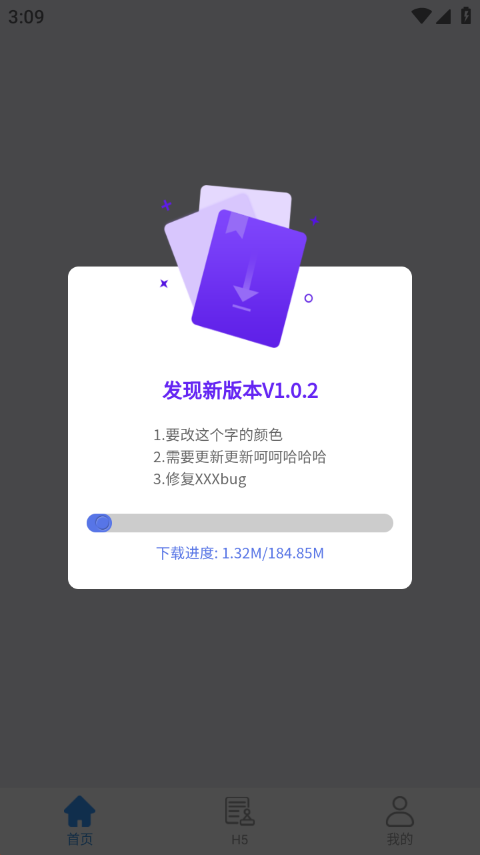 3:09
发现新版本V1.0.2
1.要改这个字的颜色
2.需要更新更新呵呵哈哈哈
3.修复XXXbug
下载进度: 1.32M/184.85M
首页
H5
我的